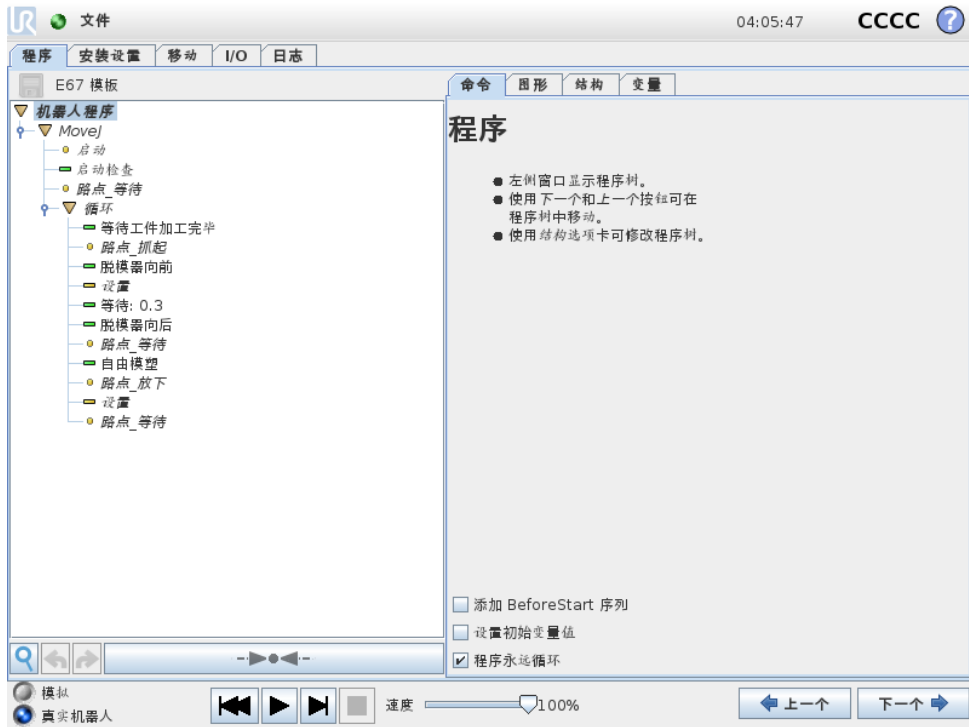 UR 文件 04:05:47 CCCC ?
程序 安装设置 移动 I/O 日志
E67 模板
命令 图形 结构 变量
机器人程序
MoveJ
启动
启动检查
路点_等待
循环
等待工件加工完毕
路点_抓起
脱模器向前
设置
等待: 0.3
脱模器向后
路点_等待
自由模塑
路点_放下
设置
路点_等待
程序
左侧窗口显示程序树。
使用下一个和上一个按钮可在
程序树中移动。
使用结构选项卡可修改程序树。
添加 BeforeStart 序列
设置初始变量值
程序永远循环
模拟
真实机器人
速度 100%
上一个 下一个